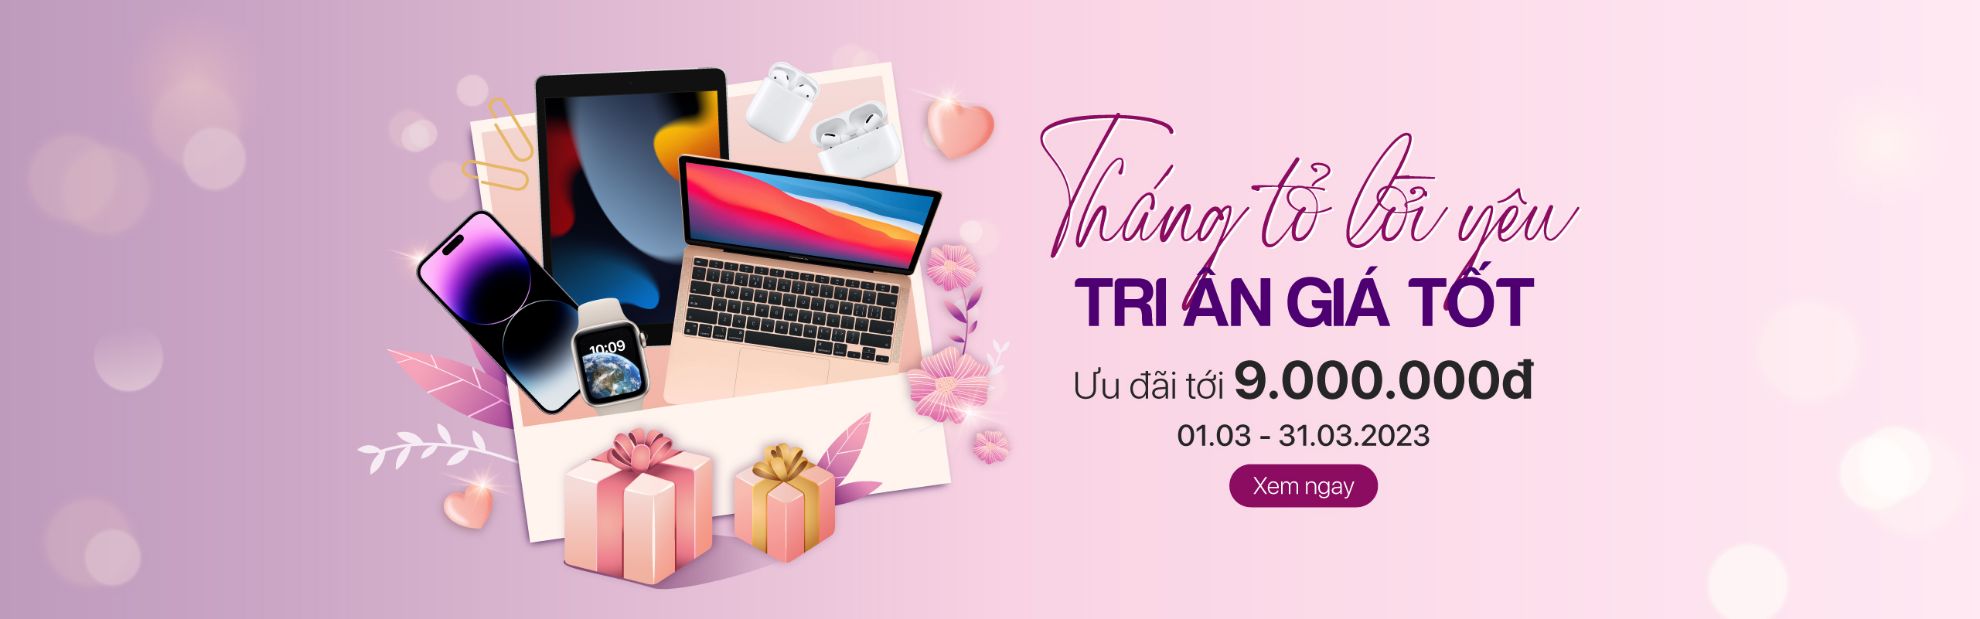 Tháng tỏ lời yêu
TRI ÂN GIÁ TỐT
Ưu đãi tới 9.000.000đ
01.03 - 31.03.2023
Xem ngay
10:09